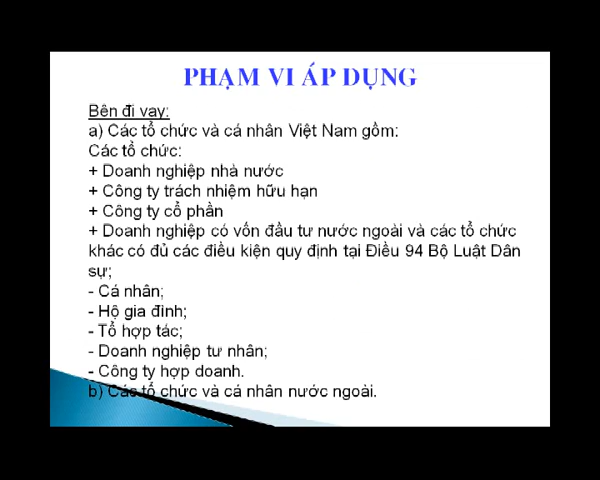 PHẠM VI ÁP DỤNG
Bên đi vay:
a) Các tổ chức và cá nhân Việt Nam gồm:
Các tổ chức:
+ Doanh nghiệp nhà nước
+ Công ty trách nhiệm hữu hạn
+ Công ty cổ phần
+ Doanh nghiệp có vốn đầu tư nước ngoài và các tổ chức
khác có đủ các điều kiện quy định tại Điều 94 Bộ Luật Dân
sự;
- Cá nhân;
- Hộ gia đình;
- Tổ hợp tác;
- Doanh nghiệp tư nhân;
- Công ty hợp doanh.
b) Các tổ chức và cá nhân nước ngoài.